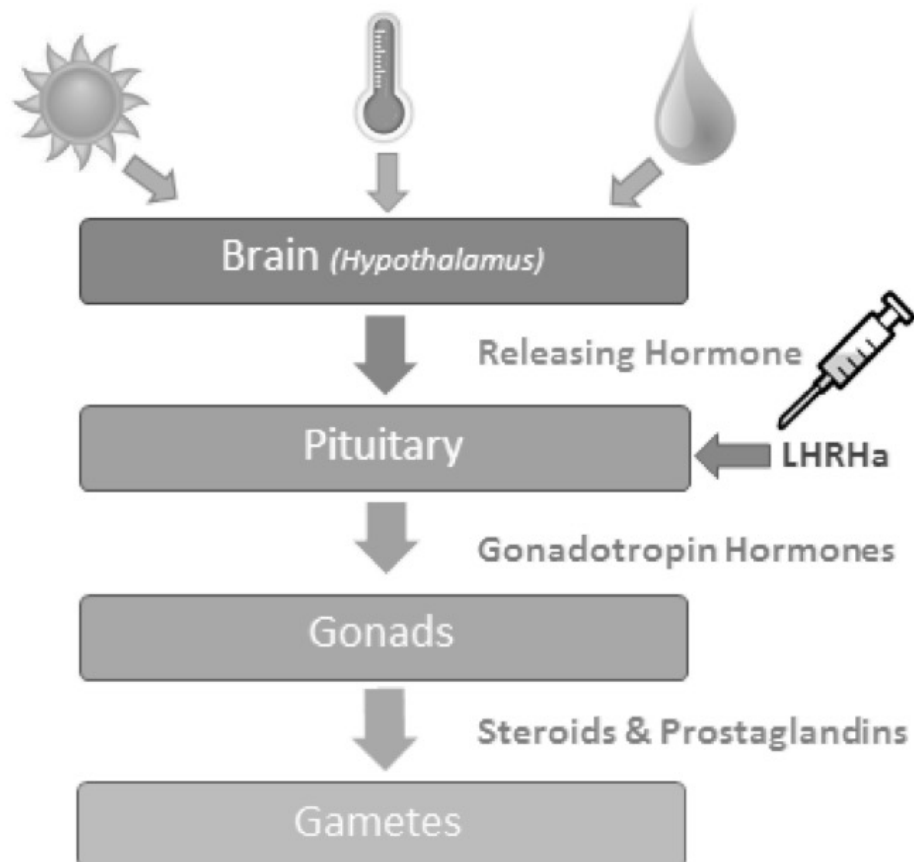 Brain (Hypothalamus)
Releasing Hormone
Pituitary
LHRHa
Gonadotropin Hormones
Gonads
Steroids & Prostaglandins
Gametes